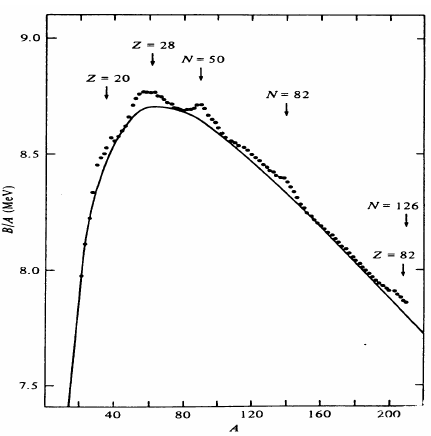 9.0
Z = 28
N = 50
Z = 20
N = 82
8.5
B/A (MeV)
N = 126
Z = 82
8.0
7.5
40
80
120
160
200
A